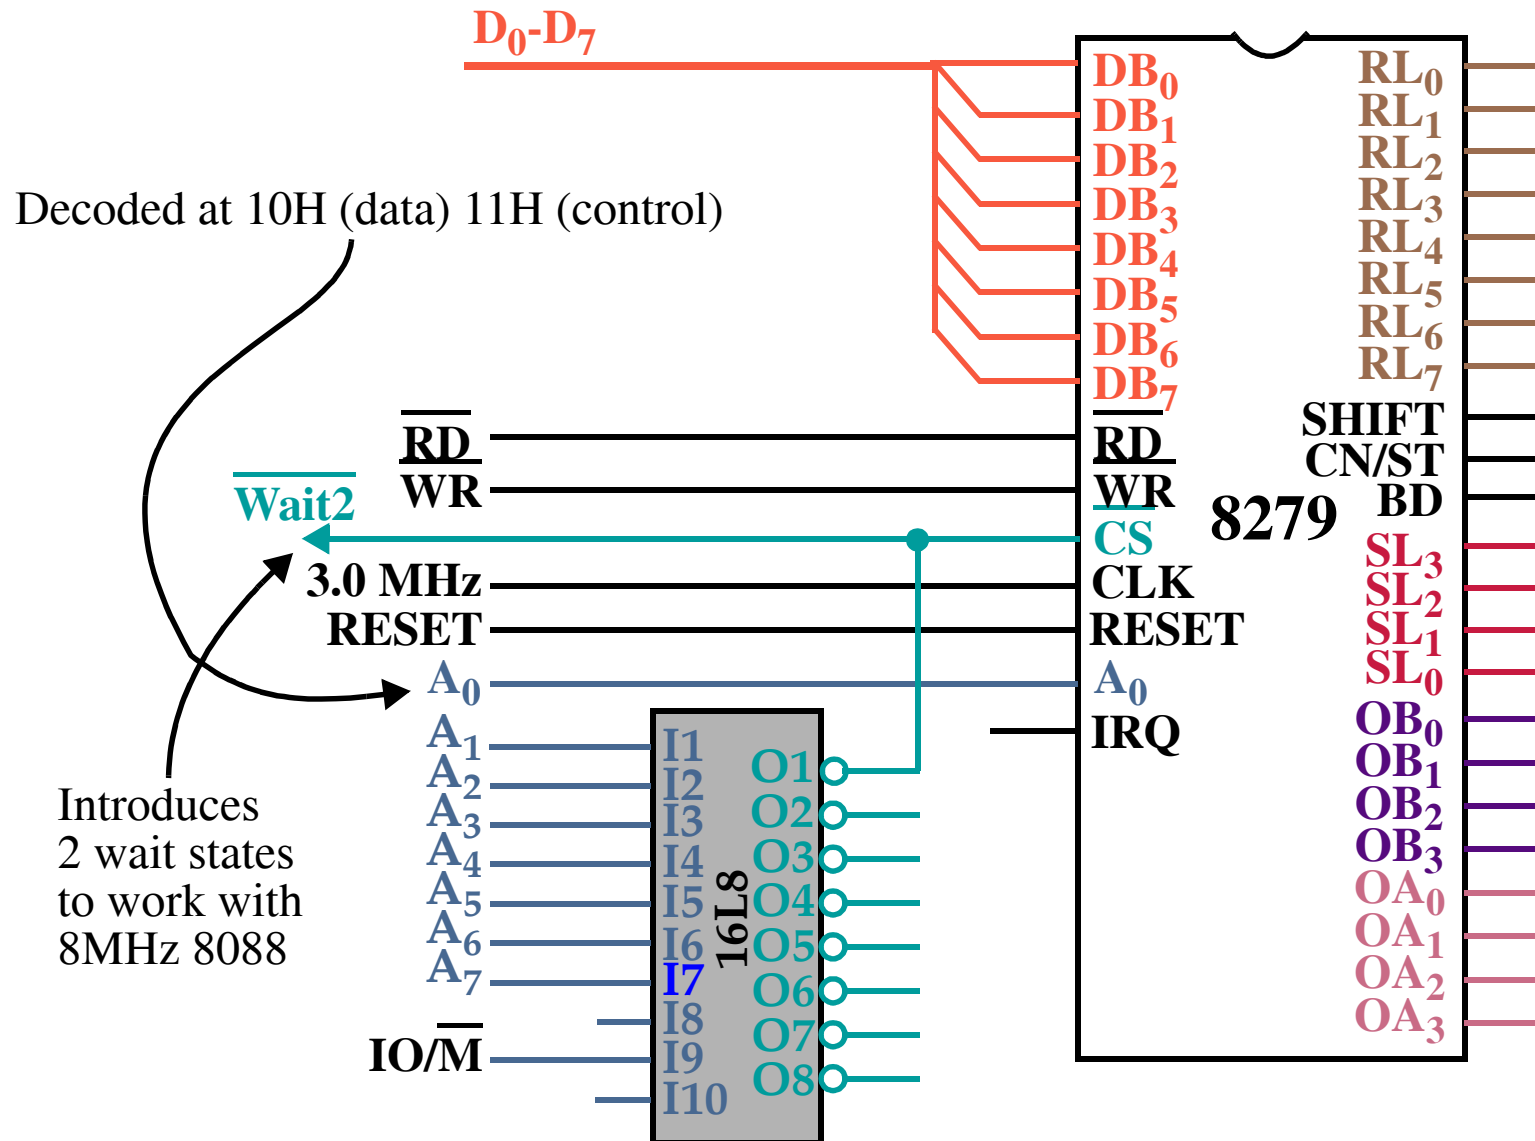 D0-D7
Decoded at 10H (data) 11H (control)
RD
WR
Wait2
3.0 MHz
RESET
A0
A1
A2
A3
A4
A5
A6
A7
IO/M
Introduces
2 wait states
to work with
8MHz 8088
I1
I2
I3
I4
I5
I6
I7
I8
I9
I10
16L8
O1
O2
O3
O4
O5
O6
O7
O8
DB0
DB1
DB2
DB3
DB4
DB5
DB6
DB7
RD
WR
CS
CLK
RESET
A0
IRQ
8279
RL0
RL1
RL2
RL3
RL4
RL5
RL6
RL7
SHIFT
CN/ST
BD
SL3
SL2
SL1
SL0
OB0
OB1
OB2
OB3
OA0
OA1
OA2
OA3